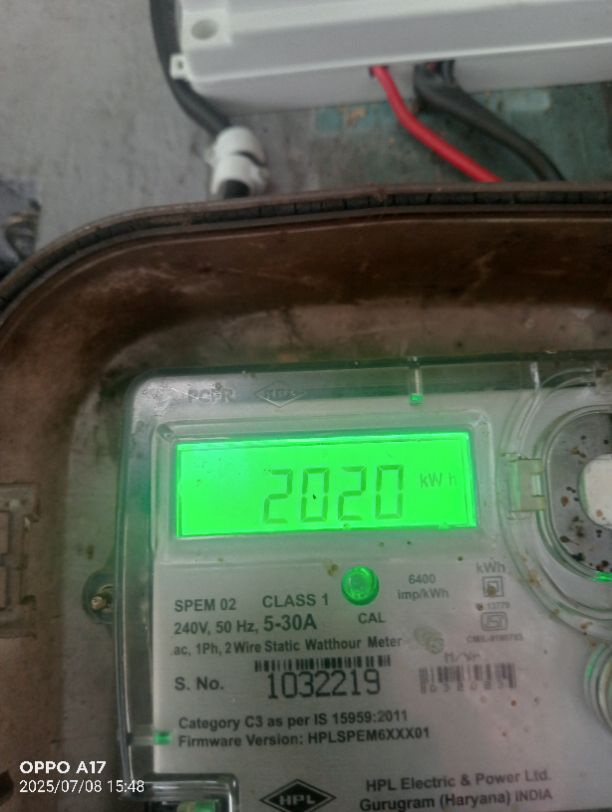 HPL
2020 kWh
kWh
6400
imp/kWh
SPEM 02 CLASS 1
CAL
240V, 50 Hz, 5-30A
ac, 1Ph, 2 Wire Static Watthour Meter
S. No. 1032219
Category C3 as per IS 15959:2011
Firmware Version: HPLSPEM6XXX01
HPL
HPL Electric & Power Ltd.
Gurugram (Haryana) INDIA
OPPO A17
2025/07/08 15:48